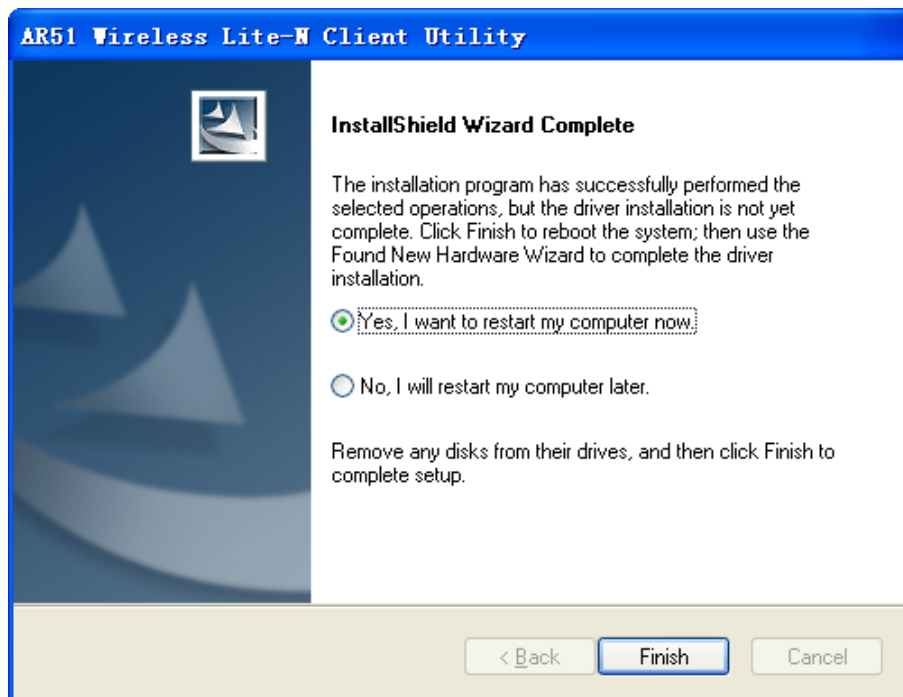 AR51 Wireless Lite-N Client Utility
InstallShield Wizard Complete
The installation program has successfully performed the
selected operations, but the driver installation is not yet
complete. Click Finish to reboot the system; then use the
Found New Hardware Wizard to complete the driver
installation.
Yes, I want to restart my computer now.
No, I will restart my computer later.
Remove any disks from their drives, and then click Finish to
complete setup.
< Back
Finish
Cancel